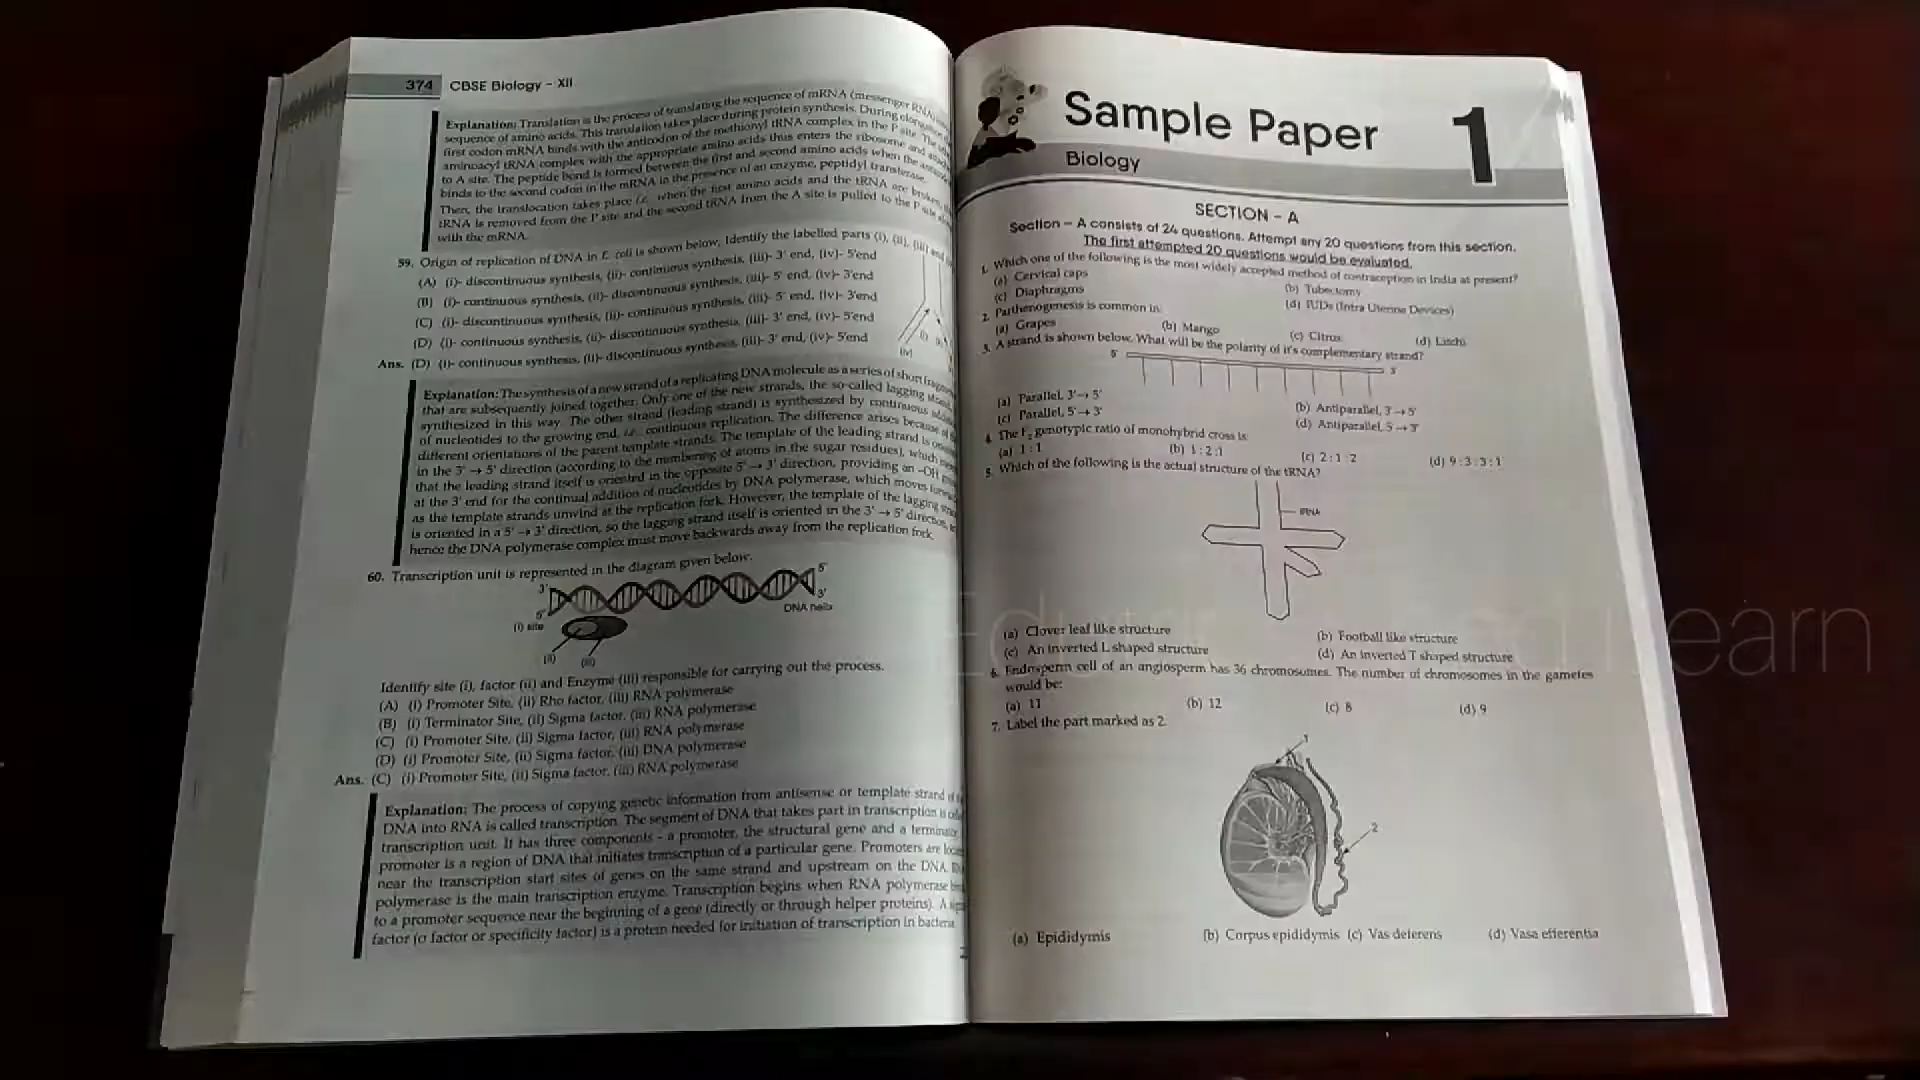 374 CBSE Biology – XII
Explanation: Translation is the process of translating the sequence of mRNA (messenger RNA)
sequence of amino acids. This translation takes place during protein synthesis. During elongation
first codon mRNA binds with the anticodon of the methionyl tRNA complex in the P site. The
aminoacyl tRNA complex with the appropriate amino acids thus enters the ribosome and
to A site. The peptide bond is formed between the first and second amino acids when the
binds to the second codon in the mRNA in the presence of an enzyme, peptidyl transferase.
Then, the translocation takes place i.e. when the first amino acids and the tRNA are broken,
tRNA is removed from the P site and the second tRNA from the A site is pulled to the P site
with the mRNA.
59. Origin of replication of DNA in E. coli is shown below, Identify the labelled parts (i), (ii), (iii) and
(A) (i)- discontinuous synthesis, (ii)- continuous synthesis, (iii)- 3' end, (iv)- 5'end
(B) (i)- continuous synthesis, (ii)- discontinuous synthesis, (iii)- 5' end, (iv)- 3'end
(C) (i)- discontinuous synthesis, (ii)- continuous synthesis, (iii)- 5' end, (iv)- 3'end
(D) (i)- continuous synthesis, (ii)- discontinuous synthesis, (iii)- 3' end, (iv)- 5'end
(i)
(iv)
Ans. (D) (i)- continuous synthesis, (ii)- discontinuous synthesis, (iii)- 3' end, (iv)- 5'end
Explanation: The synthesis of a new strand of a replicating DNA molecule as a series of short fragments
that are subsequently joined together. Only one of the new strands, the so-called lagging strand
synthesized in this way. The other strand (leading strand) is synthesized by continuous
of nucleotides to the growing end, i.e., continuous replication. The difference arises because of
different orientations of the parent template strands. The template of the leading strand is
in the 3' → 5' direction (according to the numbering of atoms in the sugar residues), which
that the leading strand itself is oriented in the opposite 5' → 3' direction, providing an –OH
at the 3' end for the continual addition of nucleotides by DNA polymerase, which moves
as the template strands unwind at the replication fork. However, the template of the lagging
is oriented in a 5' → 3' direction, so the lagging strand itself is oriented in the 3' → 5' direction,
hence the DNA polymerase complex must move backwards away from the replication fork.
60. Transcription unit is represented in the diagram given below.
3' 5'
5' 3'
DNA helix
(i) site
(ii) (iii)
Identify site (i), factor (ii) and Enzyme (iii) responsible for carrying out the process.
(A) (i) Promoter Site, (ii) Rho factor, (iii) RNA polymerase
(B) (i) Terminator Site, (ii) Sigma factor, (iii) RNA polymerase
(C) (i) Promoter Site, (ii) Sigma factor, (iii) RNA polymerase
(D) (i) Promoter Site, (ii) Sigma factor, (iii) DNA polymerase
Ans. (C) (i) Promoter Site, (ii) Sigma factor, (iii) RNA polymerase
Explanation: The process of copying genetic information from antisense or template strand of
DNA into RNA is called transcription. The segment of DNA that takes part in transcription is
transcription unit. It has three components – a promoter, the structural gene and a terminator.
promoter is a region of DNA that initiates transcription of a particular gene. Promoters are
near the transcription start sites of genes on the same strand and upstream on the DNA.
polymerase is the main transcription enzyme. Transcription begins when RNA polymerase
to a promoter sequence near the beginning of a gene (directly or through helper proteins). A
factor (σ factor or specificity factor) is a protein needed for initiation of transcription in bacteria.
Sample Paper 1
Biology
SECTION – A
Section – A consists of 24 questions. Attempt any 20 questions from this section.
The first attempted 20 questions would be evaluated.
1. Which one of the following is the most widely accepted method of contraception in India at present?
(a) Cervical caps (b) Tubectomy
(c) Diaphragms (d) IUDs (Intra Uterine Devices)
2. Parthenogenesis is common in:
(a) Grapes (b) Mango (c) Citrus (d) Litchi
3. A strand is shown below. What will be the polarity of it's complementary strand?
5' 3'
(a) Parallel, 3'→ 5' (b) Antiparallel, 3'→ 5'
(c) Parallel, 5'→ 3' (d) Antiparallel, 5 → 3'
4. The F2 genotypic ratio of monohybrid cross is:
(a) 1 : 1 (b) 1 : 2 : 1 (c) 2 : 1 : 2 (d) 9 : 3 : 3 : 1
5. Which of the following is the actual structure of the tRNA?
tRNA
(a) Clover leaf like structure (b) Football like structure
(c) An inverted L shaped structure (d) An inverted T shaped structure
6. Endosperm cell of an angiosperm has 36 chromosomes. The number of chromosomes in the gametes
would be:
(a) 11 (b) 12 (c) 8 (d) 9
7. Label the part marked as 2.
1
2
(a) Epididymis (b) Corpus epididymis (c) Vas deferens (d) Vasa efferentia